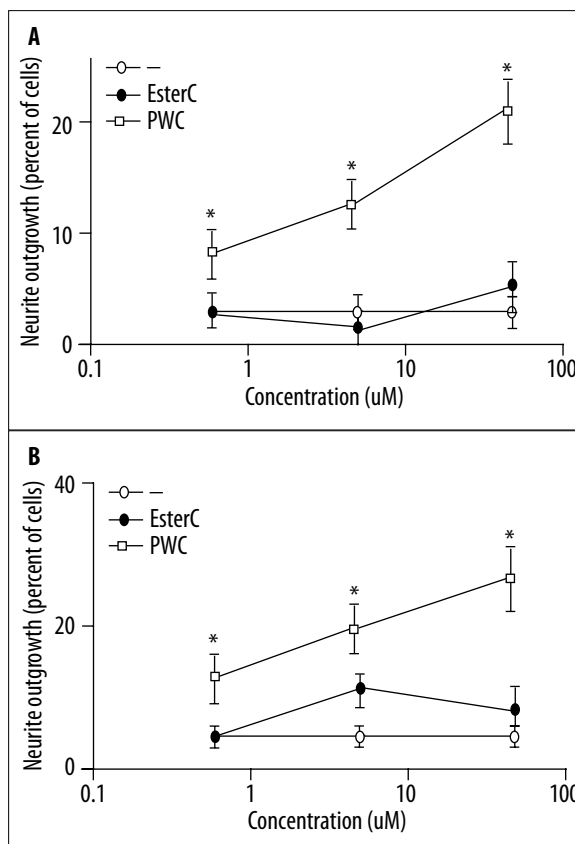 A
–
EsterC
PWC
*
*
*
Neurite outgrowth (percent of cells)
20
10
0
0.1
1
10
100
Concentration (uM)
B
–
EsterC
PWC
*
*
*
Neurite outgrowth (percent of cells)
40
20
0
0.1
1
10
100
Concentration (uM)